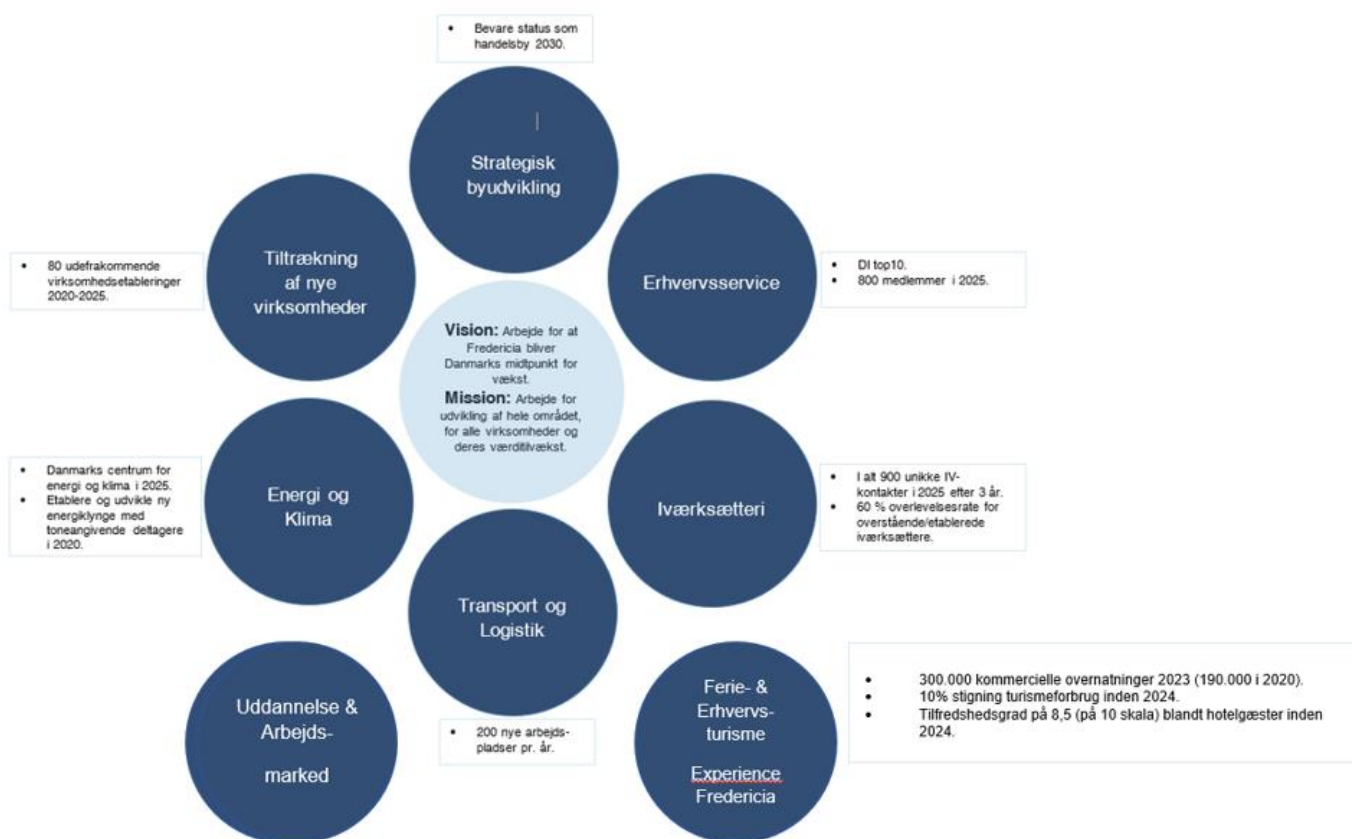 • Bevare status som
handelsby 2030.
Strategisk
byudvikling
Tiltrækning
af nye
virksomheder
• 80 udefrakommende
virksomhedsetableringer
2020-2025.
Erhvervsservice
• DI top10.
• 800 medlemmer i 2025.
Vision: Arbejde for at
Fredericia bliver
Danmarks midtpunkt for
vækst.
Mission: Arbejde for
udvikling af hele området,
for alle virksomheder og
deres værditilvækst.
• Danmarks centrum for
energi og klima i 2025.
• Etablere og udvikle ny
energiklynge med
toneangivende deltagere
i 2020.
Energi og
Klima
Iværksætteri
• I alt 900 unikke IV-
kontakter i 2025 efter 3 år.
• 60 % overlevelsesrate for
overstående/etablerede
iværksættere.
Transport og
Logistik
• 200 nye arbejds-
pladser pr. år.
Uddannelse &
Arbejds-
marked
Ferie- &
Erhvervs-
turisme
Experience
Fredericia
• 300.000 kommercielle overnatninger 2023 (190.000 i 2020).
• 10% stigning turismeforbrug inden 2024.
• Tilfredshedsgrad på 8,5 (på 10 skala) blandt hotelgæster inden
2024.